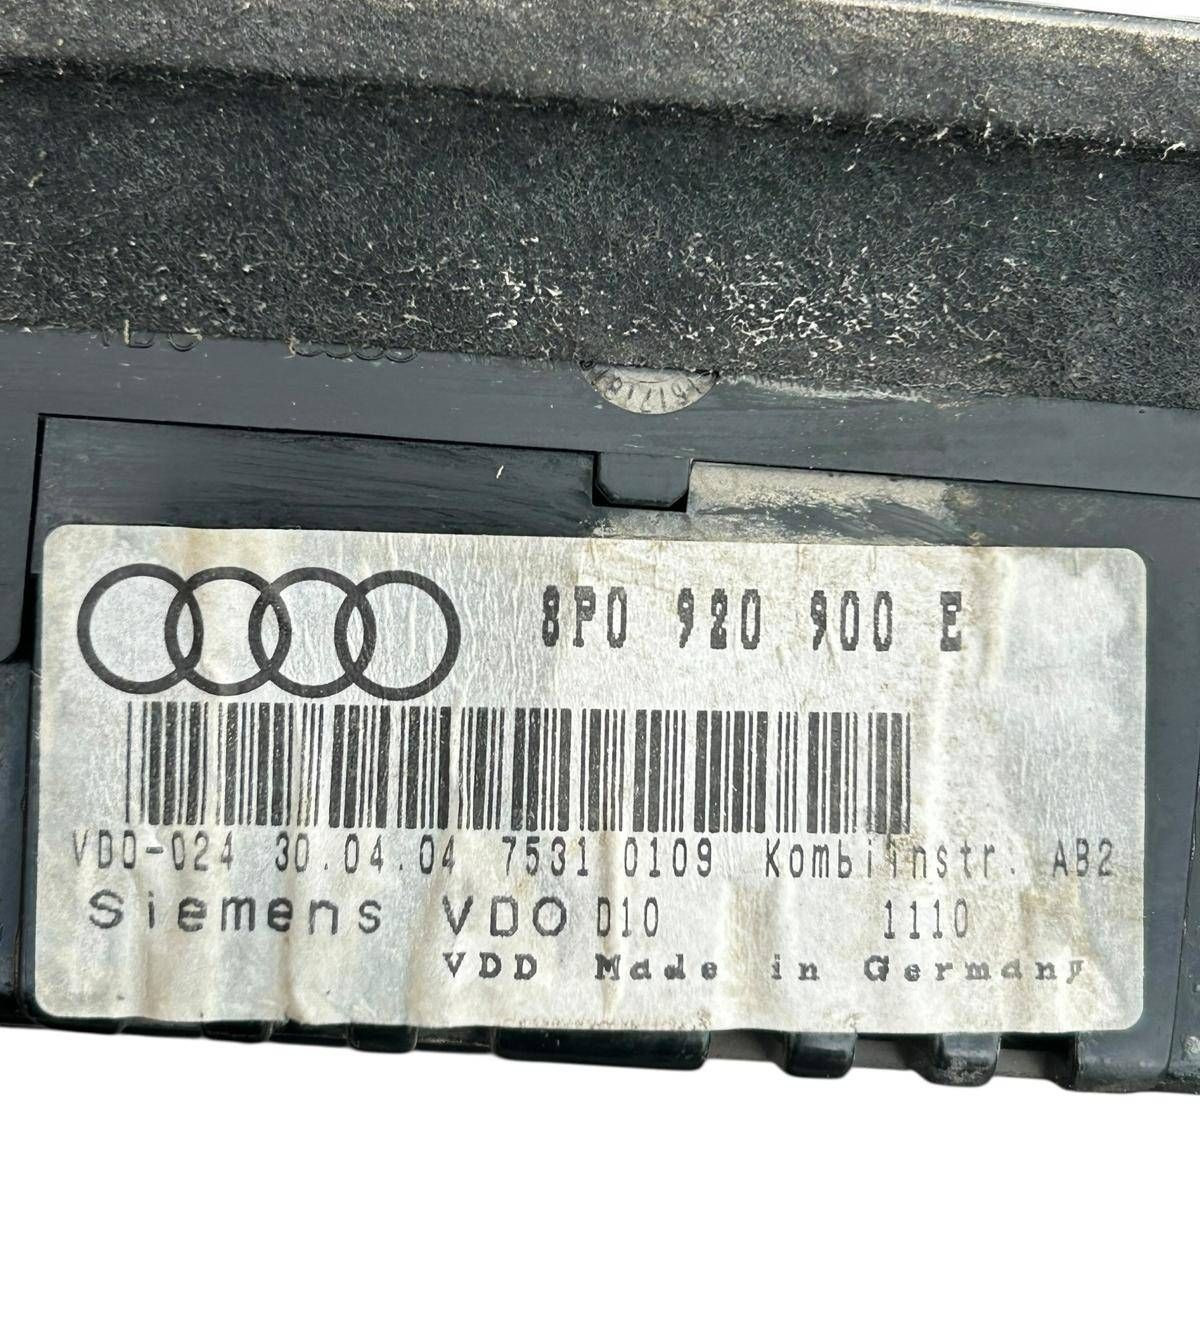 8P0 920 900 E
VDO-024 30.04.04 7531 0109 Kombiinstr. AB2
Siemens VDO D10 1110
VDO Made in Germany